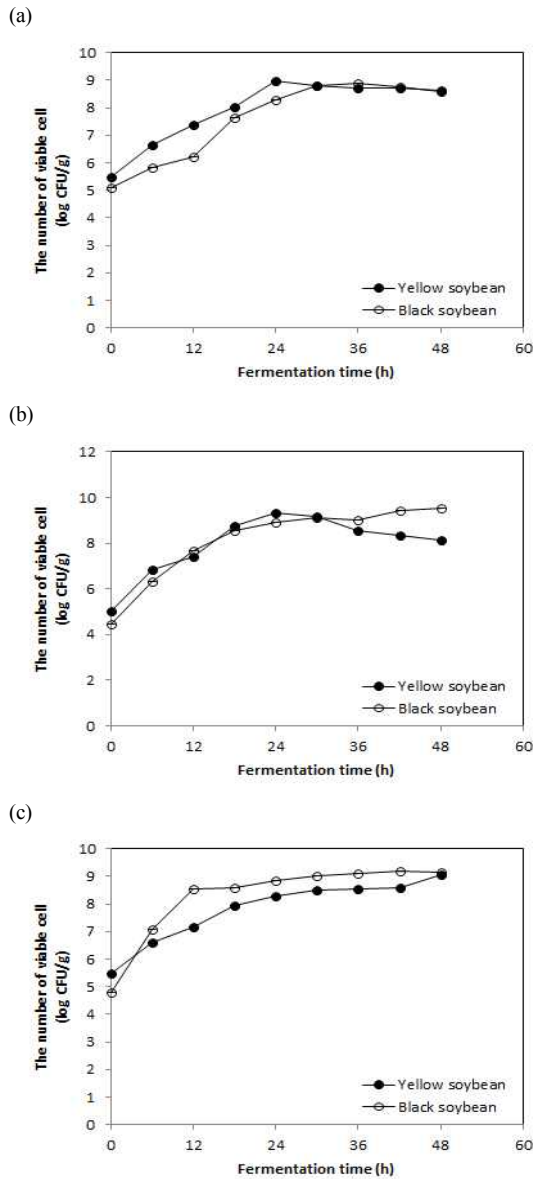 (a)
10
9
8
7
6
5
4
3
2
1
0
The number of viable cell
(log CFU/g)
Yellow soybean
Black soybean
0 12 24 36 48 60
Fermentation time (h)
(b)
12
10
8
6
4
2
0
The number of viable cell
(log CFU/g)
Yellow soybean
Black soybean
0 12 24 36 48 60
Fermentation time (h)
(c)
10
9
8
7
6
5
4
3
2
1
0
The number of viable cell
(log CFU/g)
Yellow soybean
Black soybean
0 12 24 36 48 60
Fermentation time (h)